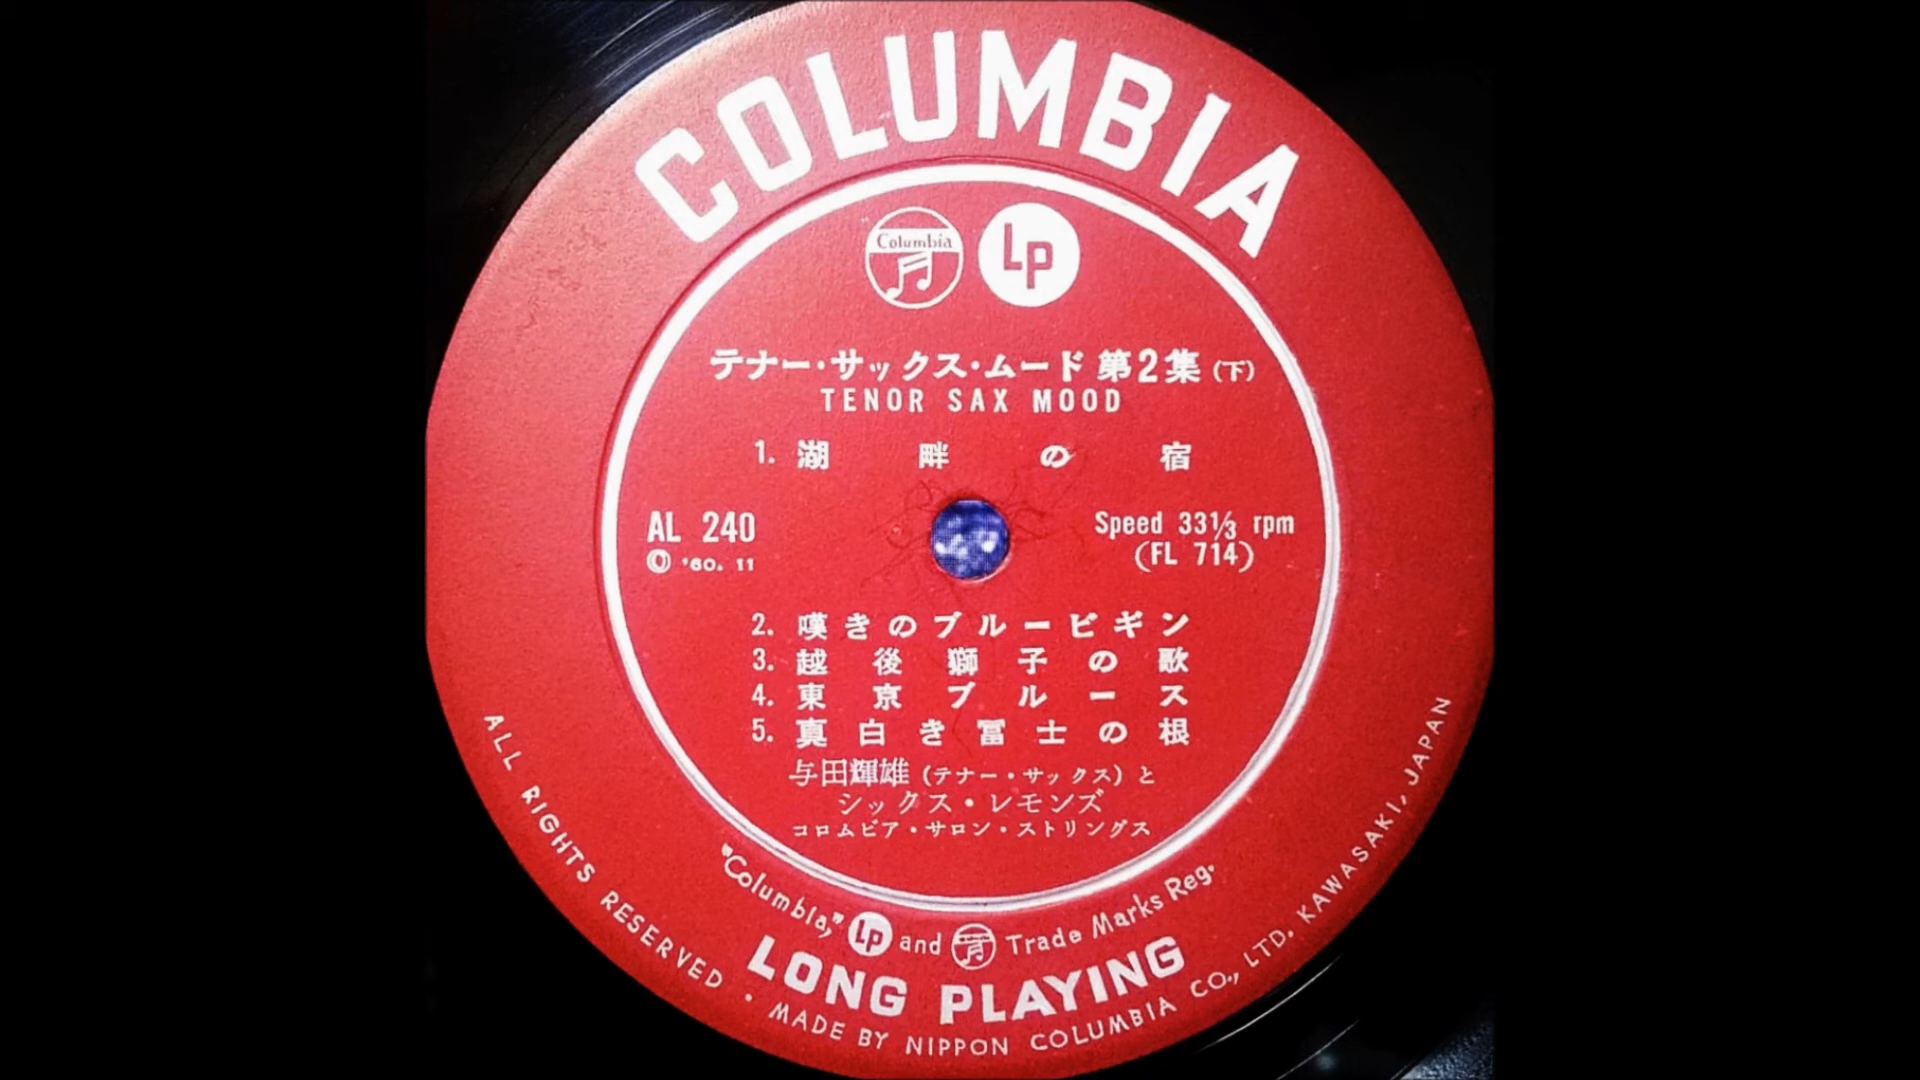 COLUMBIA
Columbia
LP
テナー・サックス・ムード 第2集 (下)
TENOR SAX MOOD
1. 湖畔の宿
AL 240
Ⓒ '60. 11
Speed 33⅓ rpm
(FL 714)
2. 嘆きのブルービギン
3. 越後獅子の歌
4. 東京ブルース
5. 真白き冨士の根
与田輝雄 (テナー・サックス) と
シックス・レモンズ
コロムビア・サロン・ストリングス
"Columbia," LP and Trade Marks Reg.
LONG PLAYING
ALL RIGHTS RESERVED • MADE BY NIPPON COLUMBIA CO., LTD. KAWASAKI, JAPAN